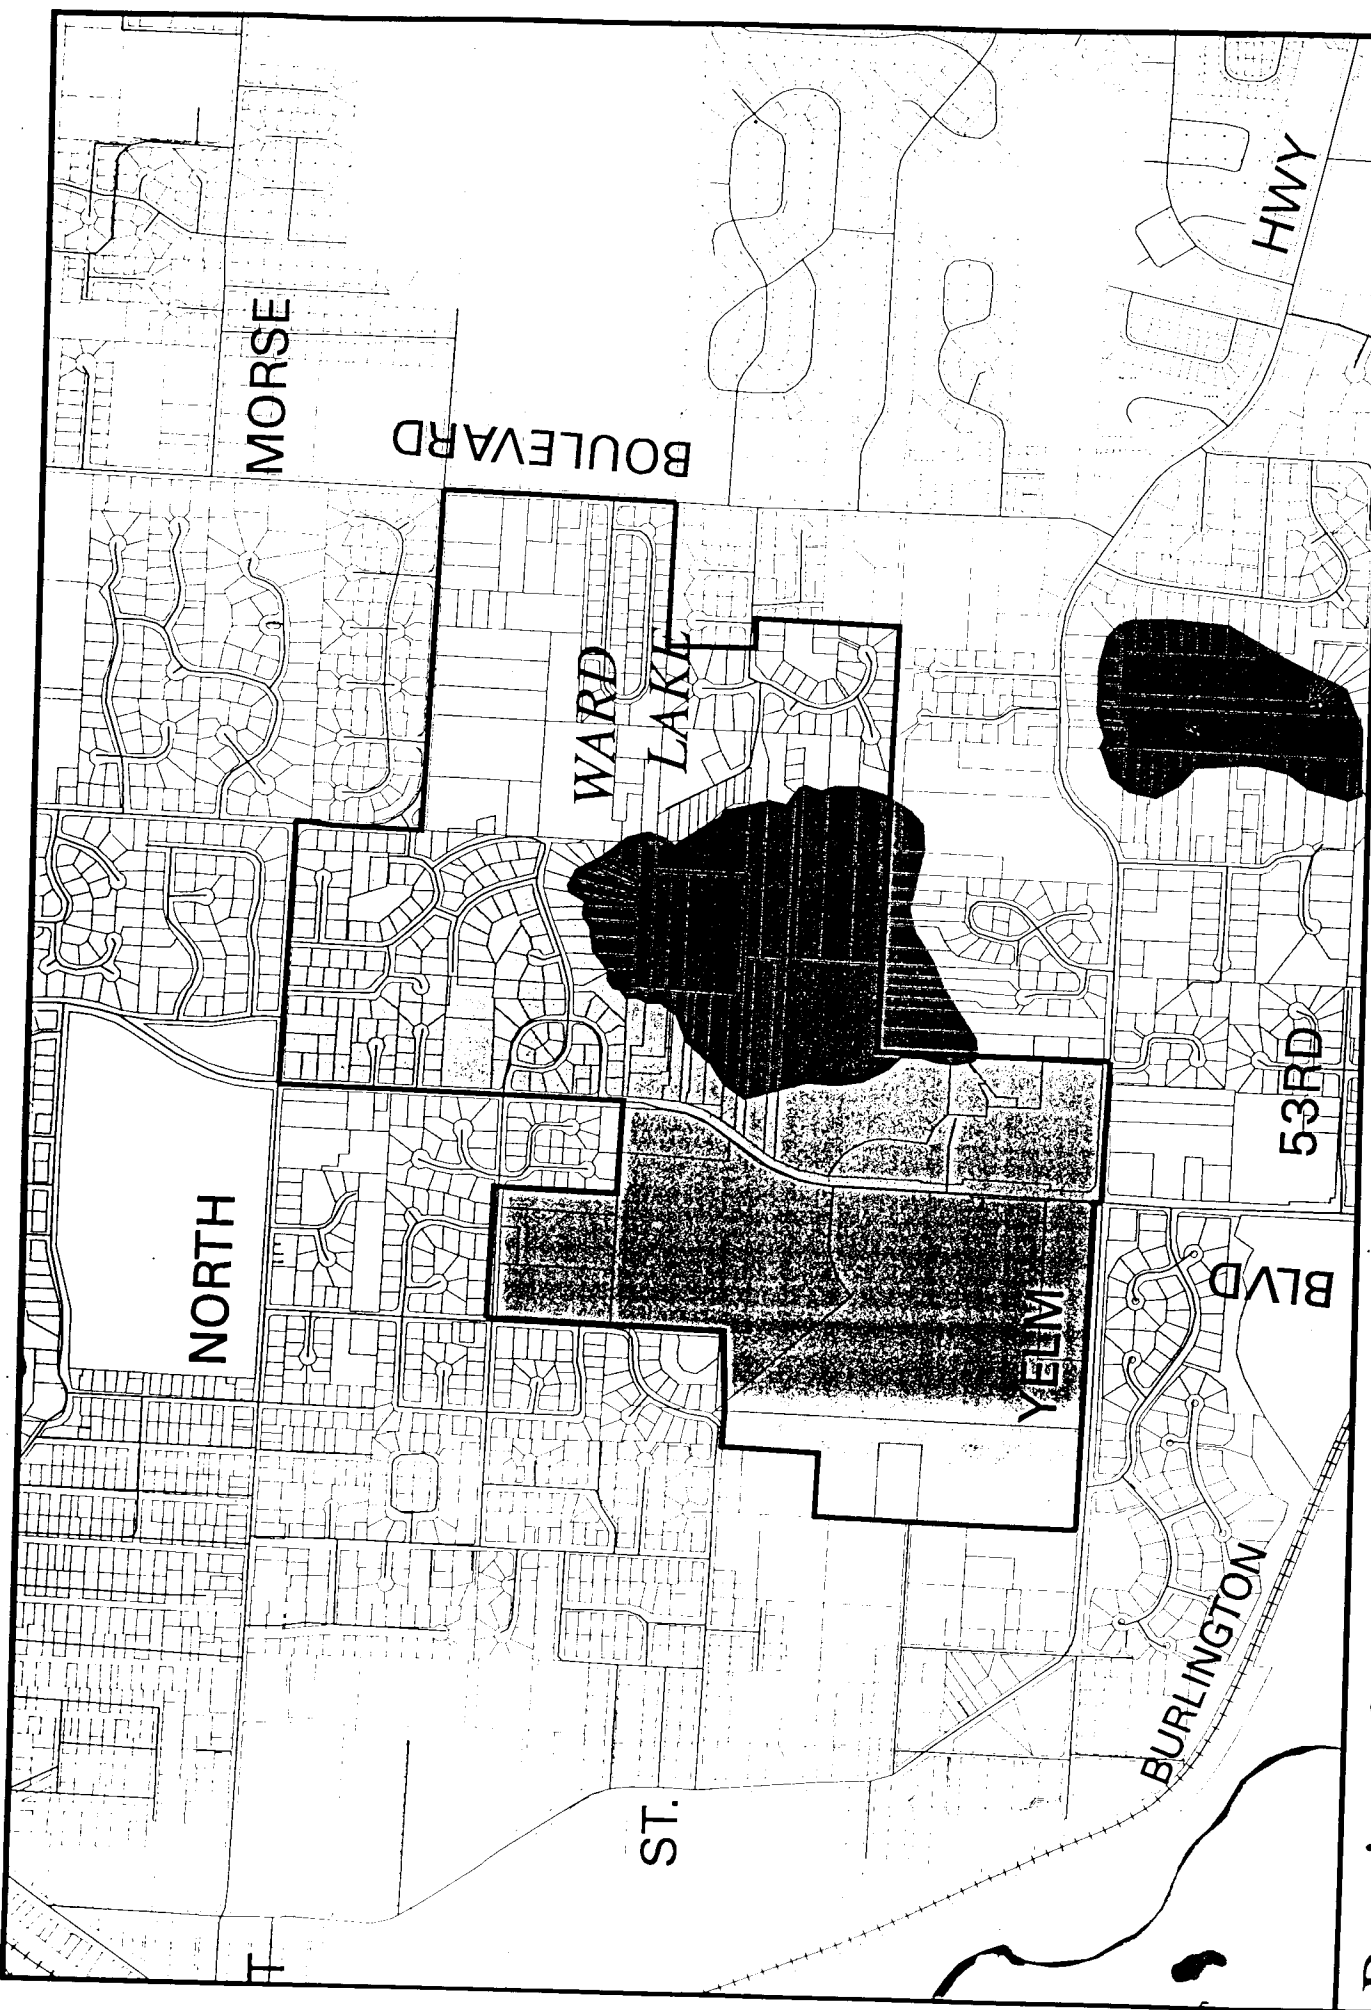 MORSE
BOULEVARD
HWY
WARD
LAKE
NORTH
53RD
BLVD
YELM
ST.
BURLINGTON
T